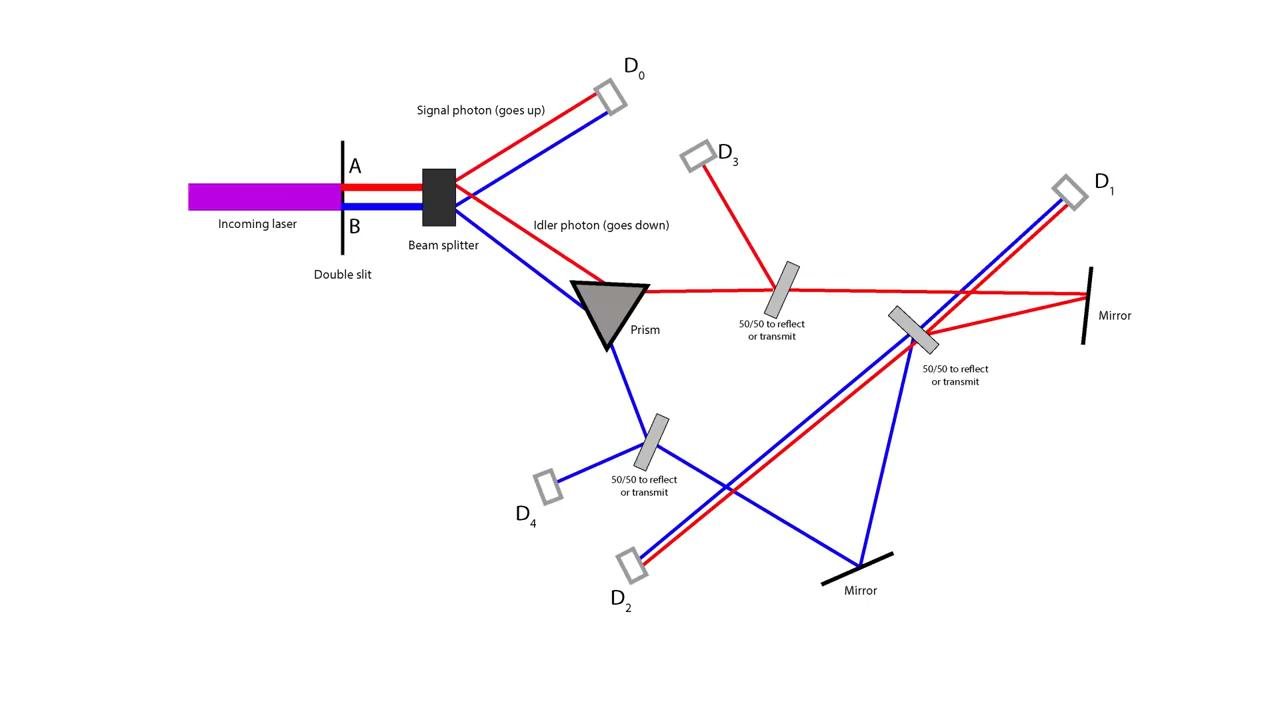 D0
Signal photon (goes up)
A
D3
D1
B
Incoming laser
Idler photon (goes down)
Beam splitter
Double slit
Mirror
Prism
50/50 to reflect
or transmit
50/50 to reflect
or transmit
50/50 to reflect
or transmit
D4
Mirror
D2